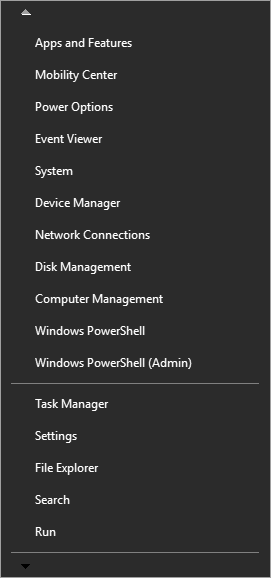 Apps and Features
Mobility Center
Power Options
Event Viewer
System
Device Manager
Network Connections
Disk Management
Computer Management
Windows PowerShell
Windows PowerShell (Admin)
Task Manager
Settings
File Explorer
Search
Run